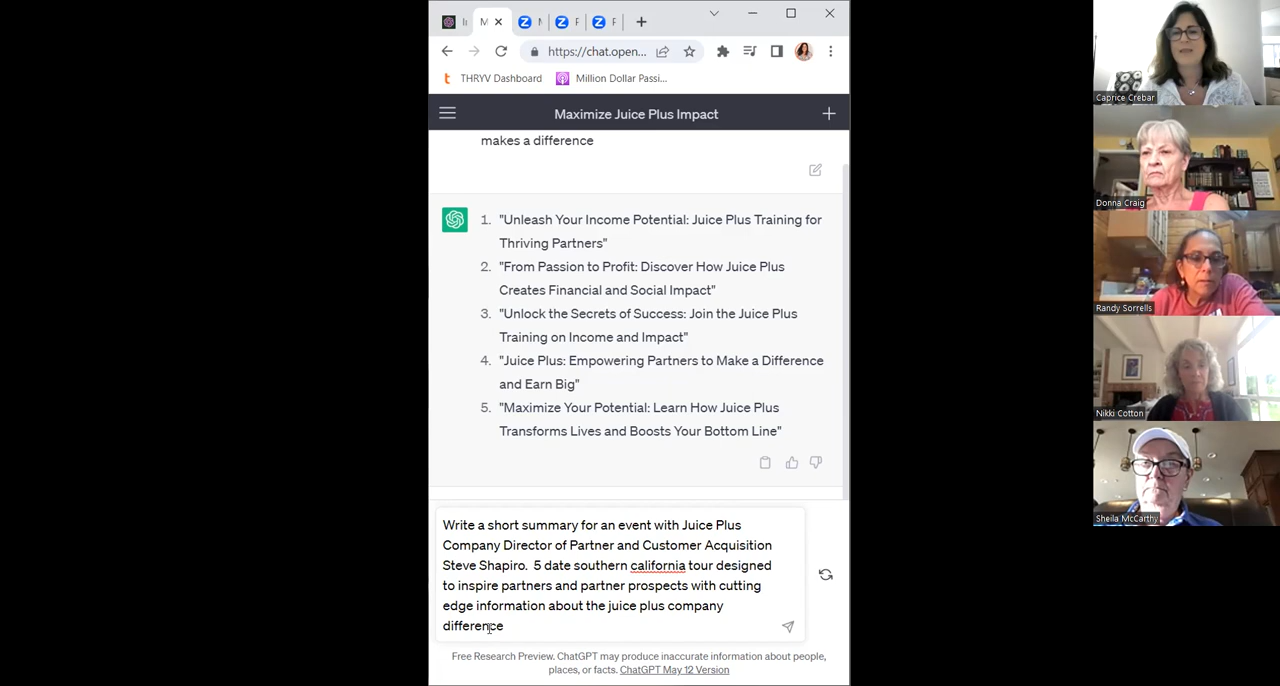 https://chat.open...
THRYV Dashboard
Million Dollar Passi...
Maximize Juice Plus Impact
makes a difference
1. "Unleash Your Income Potential: Juice Plus Training for
Thriving Partners"
2. "From Passion to Profit: Discover How Juice Plus
Creates Financial and Social Impact"
3. "Unlock the Secrets of Success: Join the Juice Plus
Training on Income and Impact"
4. "Juice Plus: Empowering Partners to Make a Difference
and Earn Big"
5. "Maximize Your Potential: Learn How Juice Plus
Transforms Lives and Boosts Your Bottom Line"
Write a short summary for an event with Juice Plus
Company Director of Partner and Customer Acquisition
Steve Shapiro.  5 date southern california tour designed
to inspire partners and partner prospects with cutting
edge information about the juice plus company
difference
Free Research Preview. ChatGPT may produce inaccurate information about people,
places, or facts. ChatGPT May 12 Version
Caprice Crebar
Donna Craig
Randy Sorrells
Nikki Cotton
Sheila McCarthy